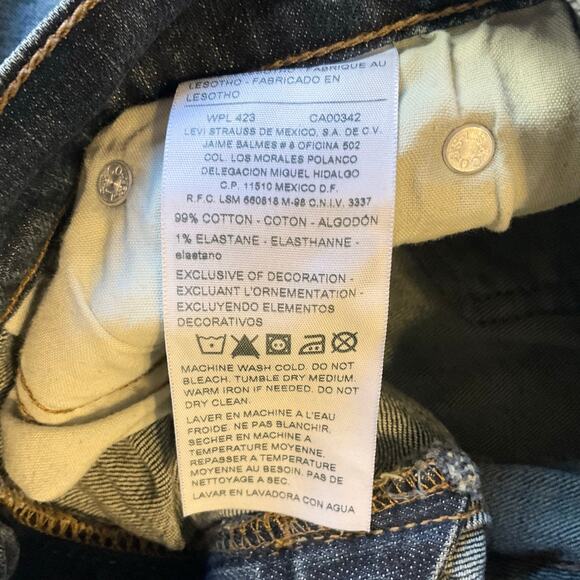 LESOTHO - FABRIQUE AU
LESOTHO - FABRICADO EN
LESOTHO
WPL 423 CA00342
LEVI STRAUSS DE MEXICO, S.A. DE C.V.
JAIME BALMES # 8 OFICINA 502
COL. LOS MORALES POLANCO
DELEGACION MIGUEL HIDALGO
C.P. 11510 MEXICO D.F.
R.F.C. LSM 660818 M-98 C.N.I.V. 3337
99% COTTON - COTON - ALGODÓN
1% ELASTANE - ELASTHANNE -
elastano
EXCLUSIVE OF DECORATION -
EXCLUANT L'ORNEMENTATION -
EXCLUYENDO ELEMENTOS
DECORATIVOS
MACHINE WASH COLD. DO NOT
BLEACH. TUMBLE DRY MEDIUM.
WARM IRON IF NEEDED. DO NOT
DRY CLEAN.
LAVER EN MACHINE A L'EAU
FROIDE. NE PAS BLANCHIR.
SECHER EN MACHINE A
TEMPERATURE MOYENNE.
REPASSER A TEMPERATURE
MOYENNE AU BESOIN. PAS DE
NETTOYAGE A SEC.
LAVAR EN LAVADORA CON AGUA